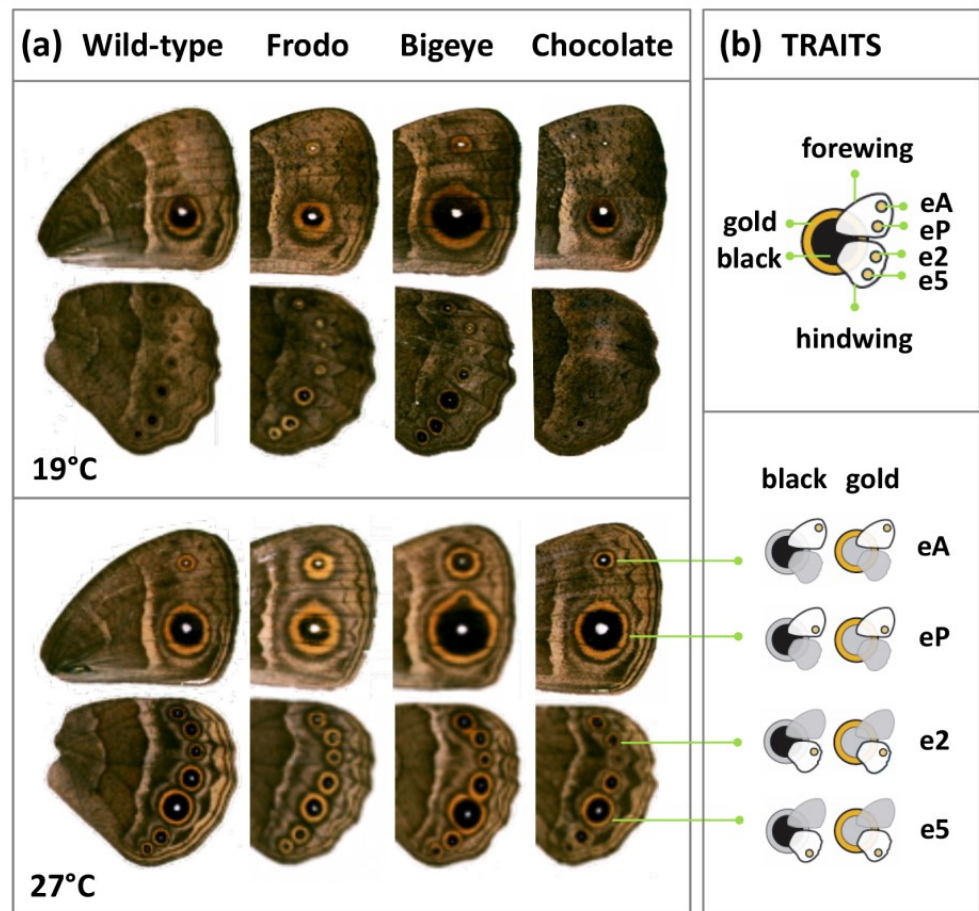 (a) Wild-type Frodo Bigeye Chocolate
19°C
27°C
(b) TRAITS
forewing
eA
gold eP
black e2
e5
hindwing
black gold
eA
eP
e2
e5